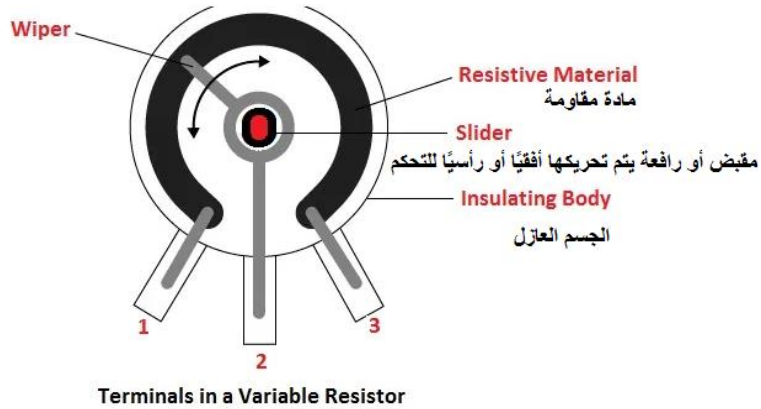 Wiper
Resistive Material
مادة مقاومة
Slider
مقبض أو رافعة يتم تحريكها أفقيًا أو رأسيًا للتحكم
Insulating Body
الجسم العازل
1
2
3
Terminals in a Variable Resistor